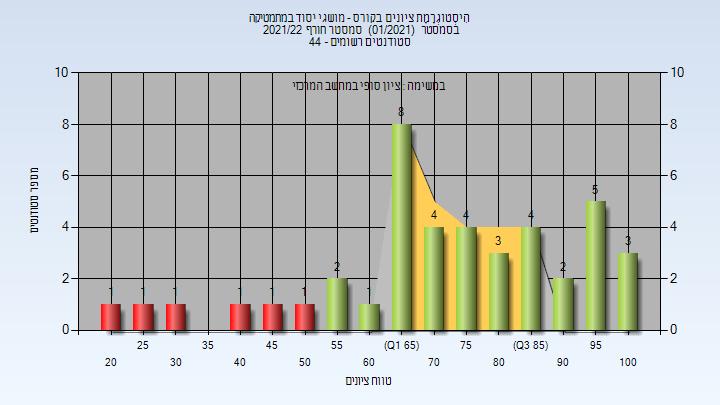 היסטוגרמת ציונים בקורס - מושגי יסוד במתמטיקה
בסמסטר (01/2021) סמסטר חורף 2021/22
סטודנטים רשומים - 44
במשימה : ציון סופי במחשב המרכזי
מספר סטודנטים
10
8
6
4
2
0
10
8
6
4
2
0
1 1 1 1 1 1 2 1 8 4 4 3 4 2 5 3
25 35 45 55 (Q1 65) 75 (Q3 85) 95
20 30 40 50 60 70 80 90 100
טווח ציונים